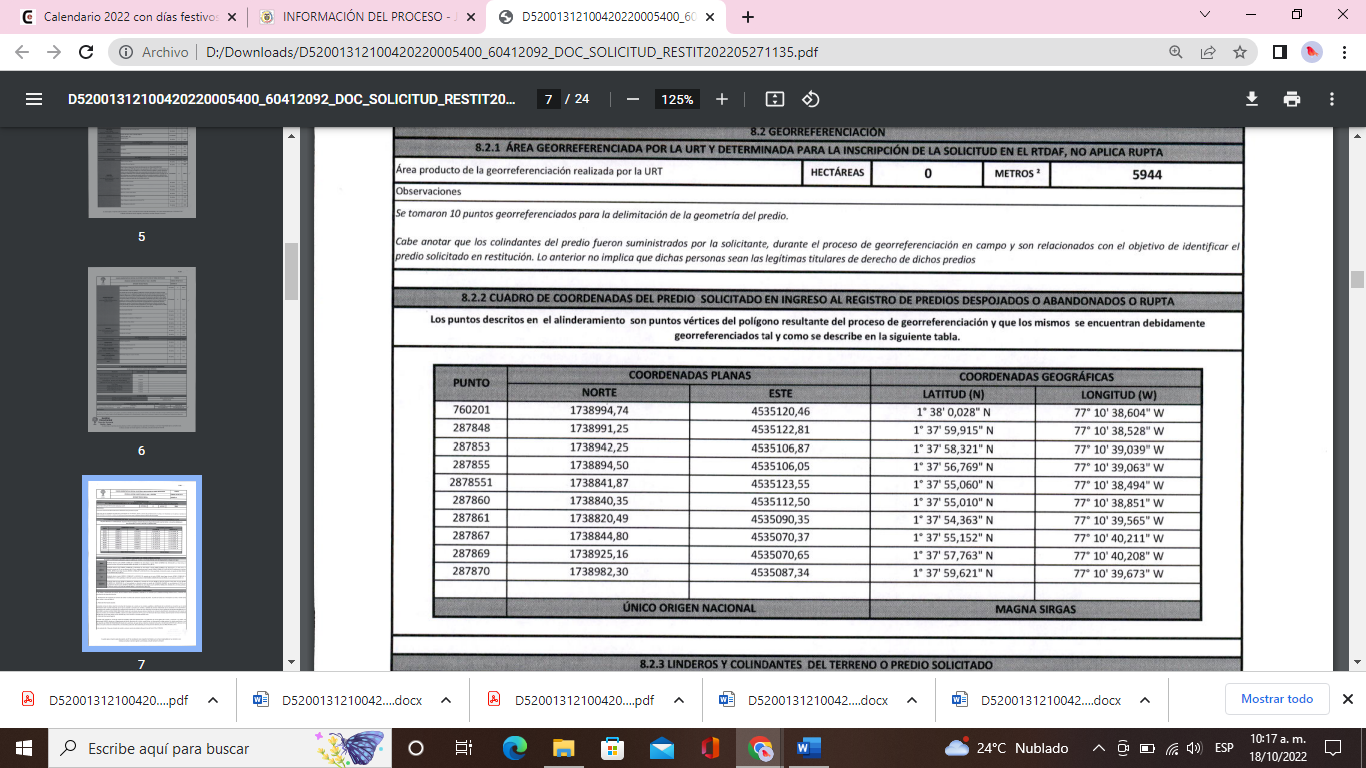 Calendario 2022 con días festivos
INFORMACIÓN DEL PROCESO - J
D52001312100420220005400_60
Archivo
D:/Downloads/D52001312100420220005400_60412092_DOC_SOLICITUD_RESTIT202205271135.pdf
D52001312100420220005400_60412092_DOC_SOLICITUD_REST20...
7 / 24
125%
5
6
7
8.2 GEORREFERENCIACIÓN
8.2.1 ÁREA GEORREFERENCIADA POR LA URT Y DETERMINADA PARA LA INSCRIPCIÓN DE LA SOLICITUD EN EL RTDAF, NO APLICA RUPTA
Área producto de la georreferenciación realizada por la URT HECTÁREAS 0 METROS ² 5944
Observaciones
Se tomaron 10 puntos georreferenciados para la delimitación de la geometría del predio.
Cabe anotar que los colindantes del predio fueron suministrados por la solicitante, durante el proceso de georreferenciación en campo y son relacionados con el objetivo de identificar el
predio solicitado en restitución. Lo anterior no implica que dichas personas sean las legítimas titulares de derecho de dichos predios
8.2.2 CUADRO DE COORDENADAS DEL PREDIO SOLICITADO EN INGRESO AL REGISTRO DE PREDIOS DESPOJADOS O ABANDONADOS O RUPTA
Los puntos descritos en el alinderamiento son puntos vértices del polígono resultante del proceso de georreferenciación y que los mismos se encuentran debidamente
georreferenciados tal y como se describe en la siguiente tabla.
PUNTO COORDENADAS PLANAS COORDENADAS GEOGRÁFICAS
NORTE ESTE LATITUD (N) LONGITUD (W)
760201 1738994,74 4535120,46 1° 38' 0,028" N 77° 10' 38,604" W
287848 1738991,25 4535122,81 1° 37' 59,915" N 77° 10' 38,528" W
287853 1738942,25 4535106,87 1° 37' 58,321" N 77° 10' 39,039" W
287855 1738894,50 4535106,05 1° 37' 56,769" N 77° 10' 39,063" W
2878551 1738841,87 4535123,55 1° 37' 55,060" N 77° 10' 38,494" W
287860 1738840,35 4535112,50 1° 37' 55,010" N 77° 10' 38,851" W
287861 1738820,49 4535090,35 1° 37' 54,363" N 77° 10' 39,565" W
287867 1738844,80 4535070,37 1° 37' 55,152" N 77° 10' 40,211" W
287869 1738925,16 4535070,65 1° 37' 57,763" N 77° 10' 40,208" W
287870 1738982,30 4535087,34 1° 37' 59,621" N 77° 10' 39,673" W
ÚNICO ORIGEN NACIONAL MAGNA SIRGAS
8.2.3 LINDEROS Y COLINDANTES DEL TERRENO O PREDIO SOLICITADO
D52001312100420....pdf
D5200131210042....docx
D52001312100420....pdf
D5200131210042....docx
D5200131210042....docx
Mostrar todo
Escribe aquí para buscar
24°C Nublado
ESP
10:17 a. m.
18/10/2022